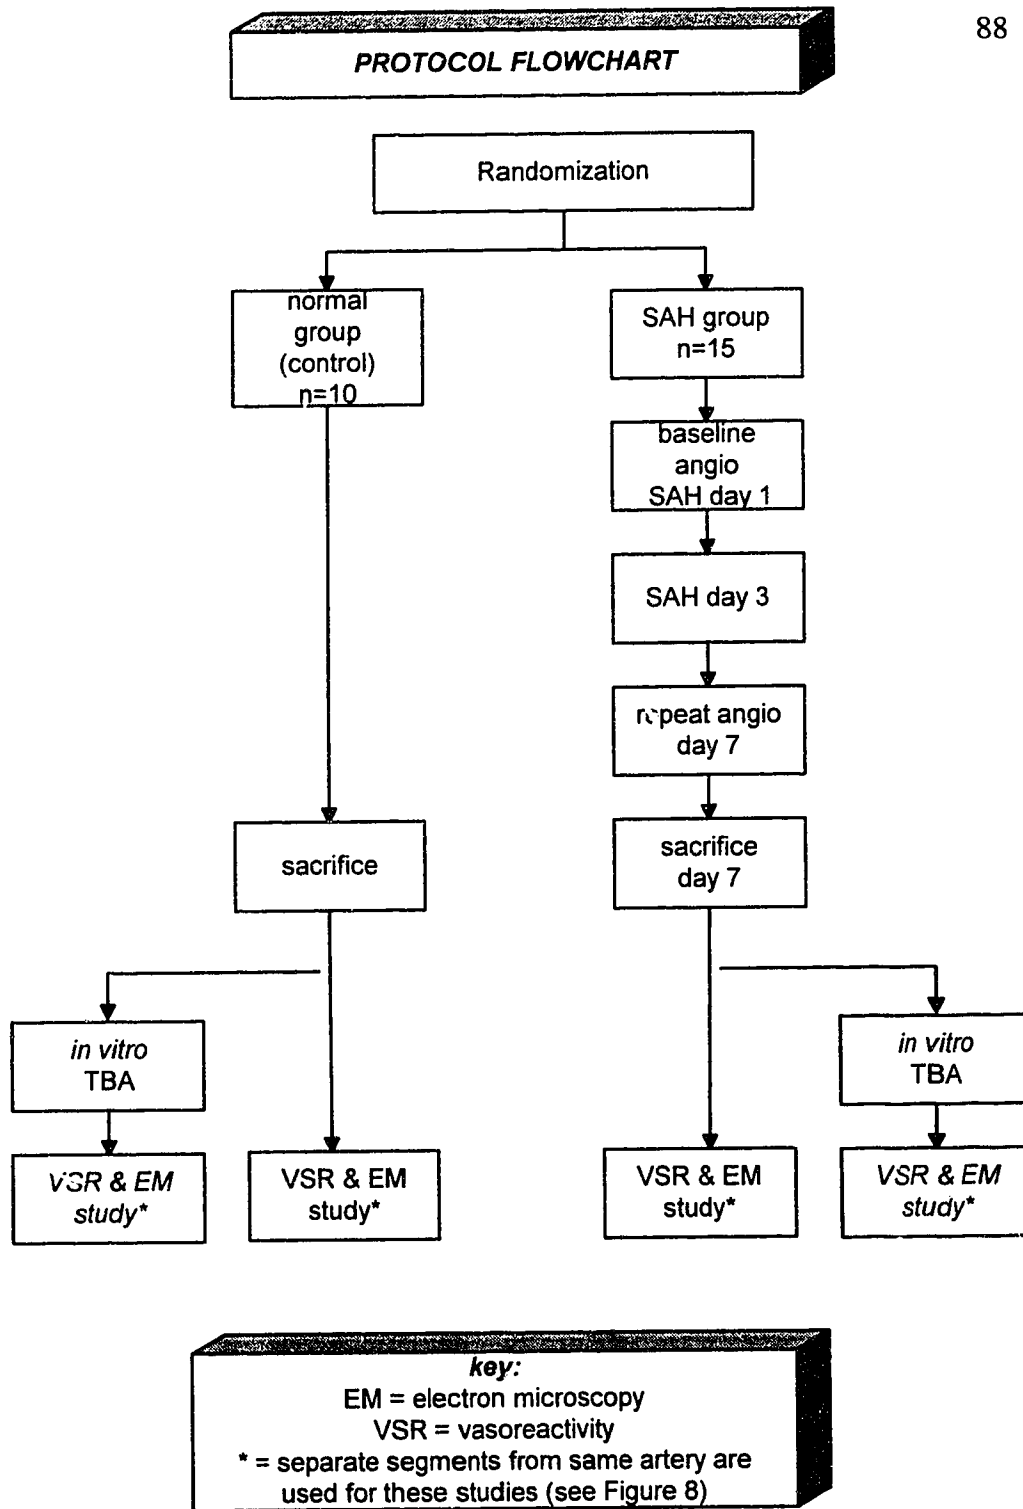 88
PROTOCOL FLOWCHART
Randomization
normal
group
(control)
n=10
SAH group
n=15
baseline
angio
SAH day 1
SAH day 3
repeat angio
day 7
sacrifice
sacrifice
day 7
in vitro
TBA
in vitro
TBA
VSR & EM
study*
VSR & EM
study*
VSR & EM
study*
VSR & EM
study*
key:
EM = electron microscopy
VSR = vasoreactivity
* = separate segments from same artery are
used for these studies (see Figure 8)